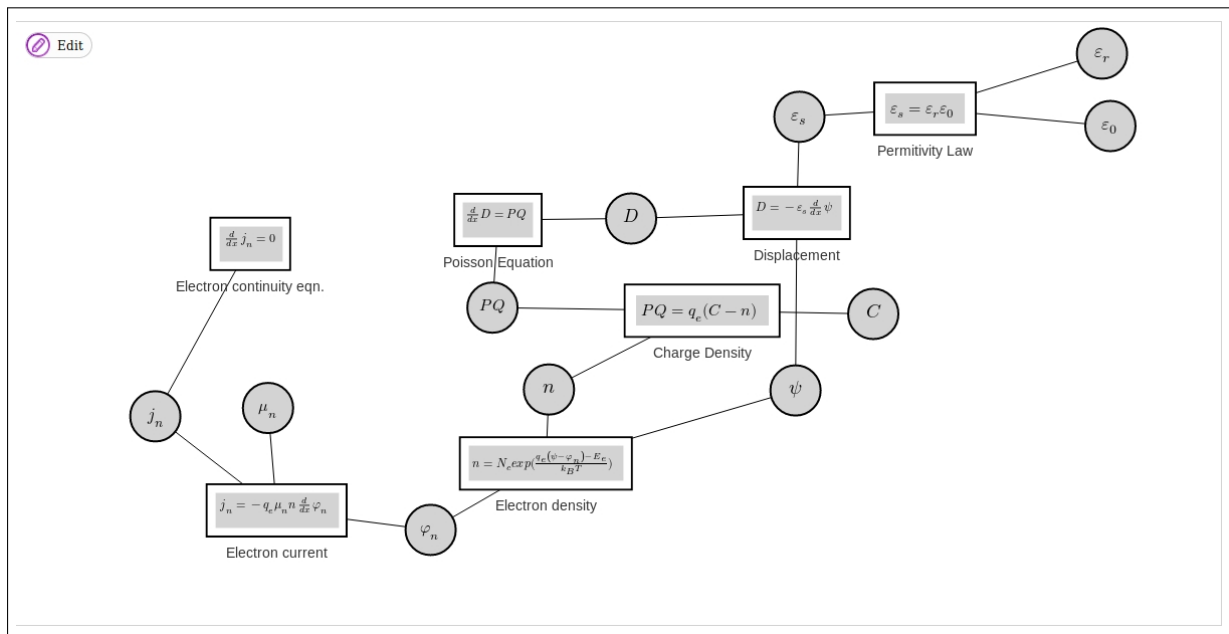 Edit
ε_r
ε_s
ε_s = ε_r ε_0
ε_0
Permitivity Law
d/dx D = PQ
D
D = − ε_s d/dx ψ
d/dx j_n = 0
Poisson Equation
Displacement
Electron continuity eqn.
PQ
PQ = q_e(C − n)
C
Charge Density
n
ψ
j_n
μ_n
n = N_c exp(q_e(ψ−φ_n)−E_c / k_B T)
Electron density
j_n = − q_e μ_n n d/dx φ_n
φ_n
Electron current